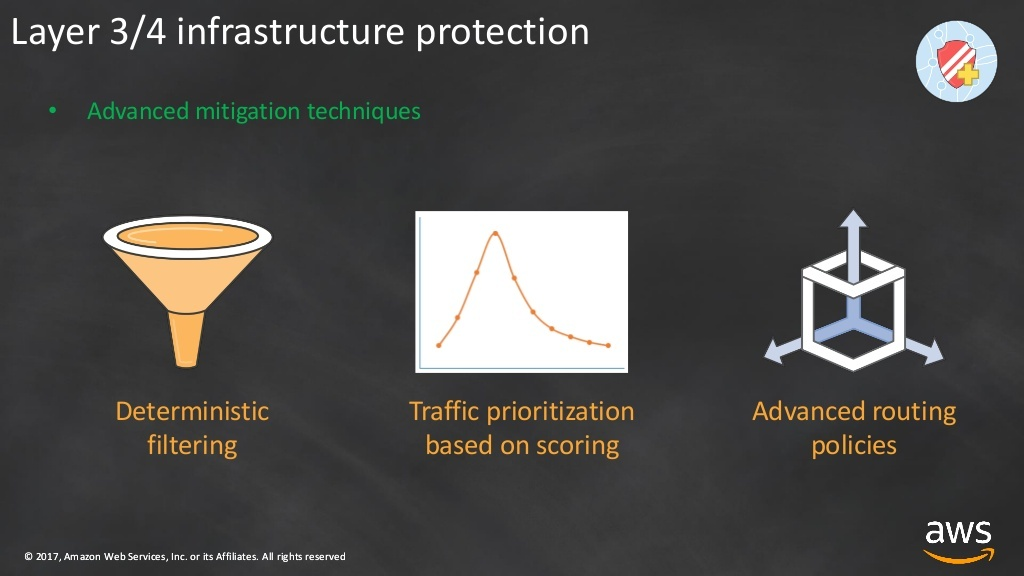 Layer 3/4 infrastructure protection
• Advanced mitigation techniques
Deterministic
filtering
Traffic prioritization
based on scoring
Advanced routing
policies
© 2017, Amazon Web Services, Inc. or its Affiliates. All rights reserved
aws